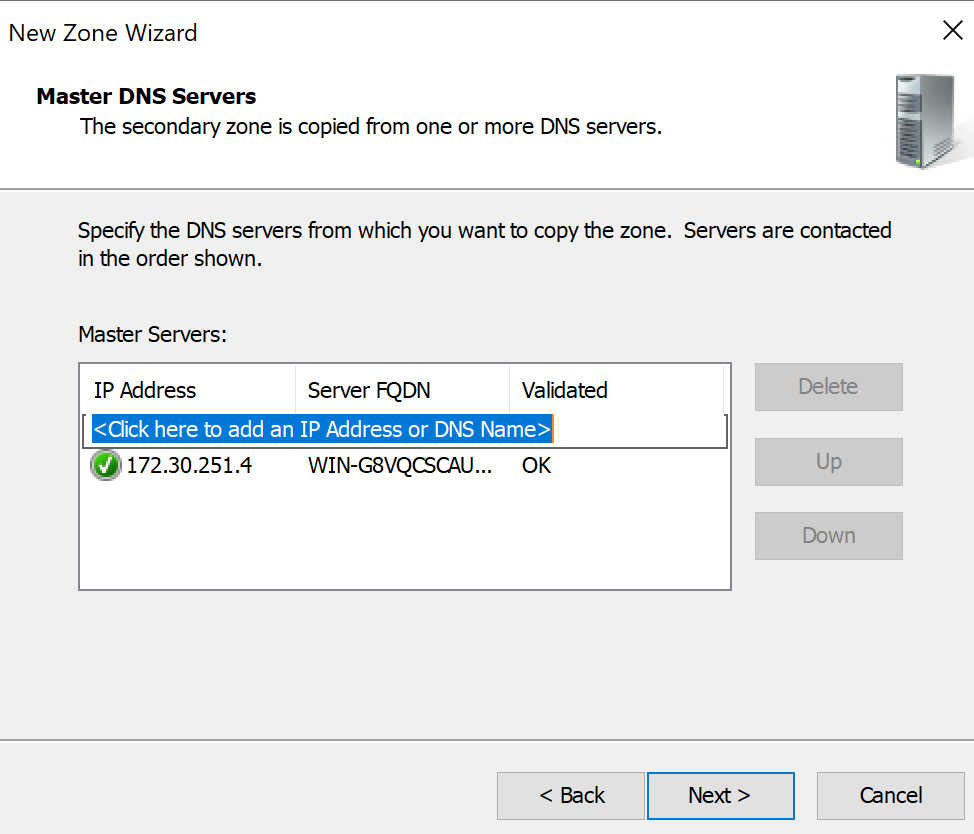 New Zone Wizard
Master DNS Servers
The secondary zone is copied from one or more DNS servers.
Specify the DNS servers from which you want to copy the zone.  Servers are contacted
in the order shown.
Master Servers:
IP Address Server FQDN Validated
<Click here to add an IP Address or DNS Name>
172.30.251.4 WIN-G8VQCSCAU... OK
Delete
Up
Down
< Back Next > Cancel